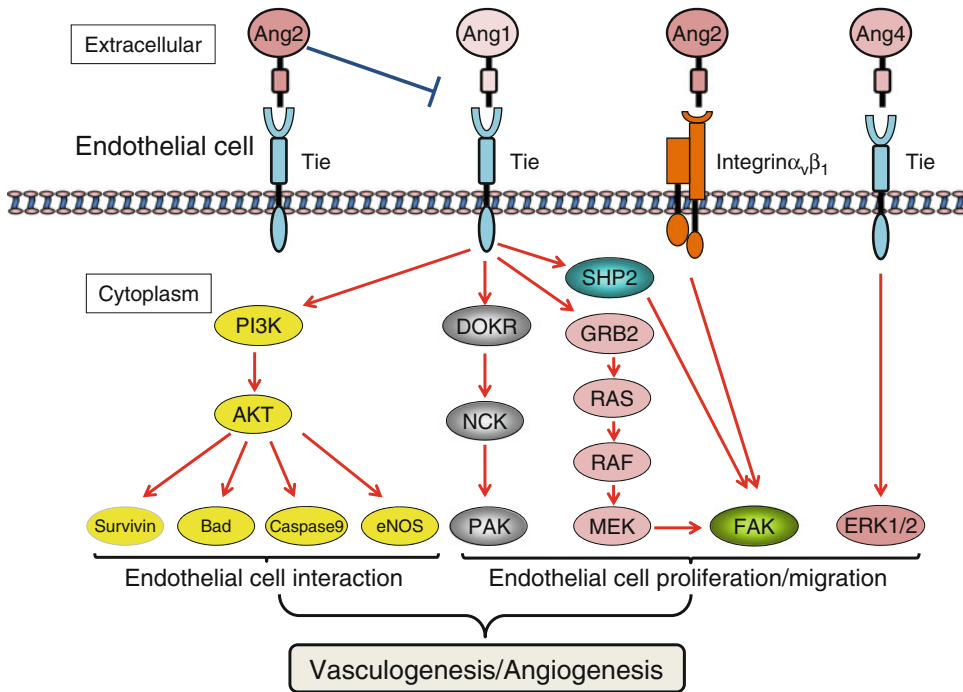 Extracellular
Ang2
Ang1
Ang2
Ang4
Endothelial cell
Tie
Tie
Integrinαvβ1
Tie
Cytoplasm
SHP2
PI3K
DOKR
GRB2
AKT
NCK
RAS
RAF
Survivin
Bad
Caspase9
eNOS
PAK
MEK
FAK
ERK1/2
Endothelial cell interaction
Endothelial cell proliferation/migration
Vasculogenesis/Angiogenesis